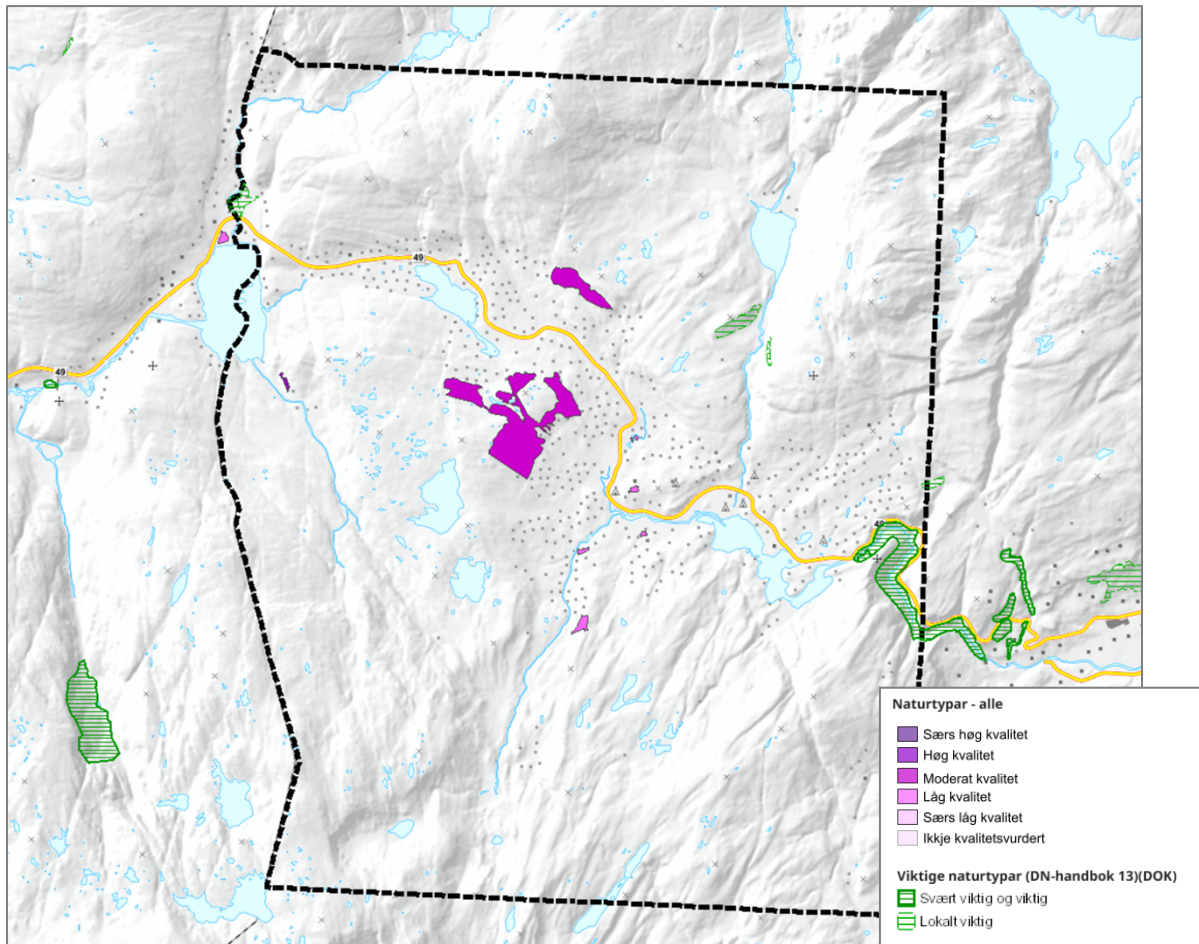 49
49
49
Naturtypar - alle
Særs høg kvalitet
Høg kvalitet
Moderat kvalitet
Låg kvalitet
Særs låg kvalitet
Ikkje kvalitetsvurdert
Viktige naturtypar (DN-handbok 13)(DOK)
Svært viktig og viktig
Lokalt viktig